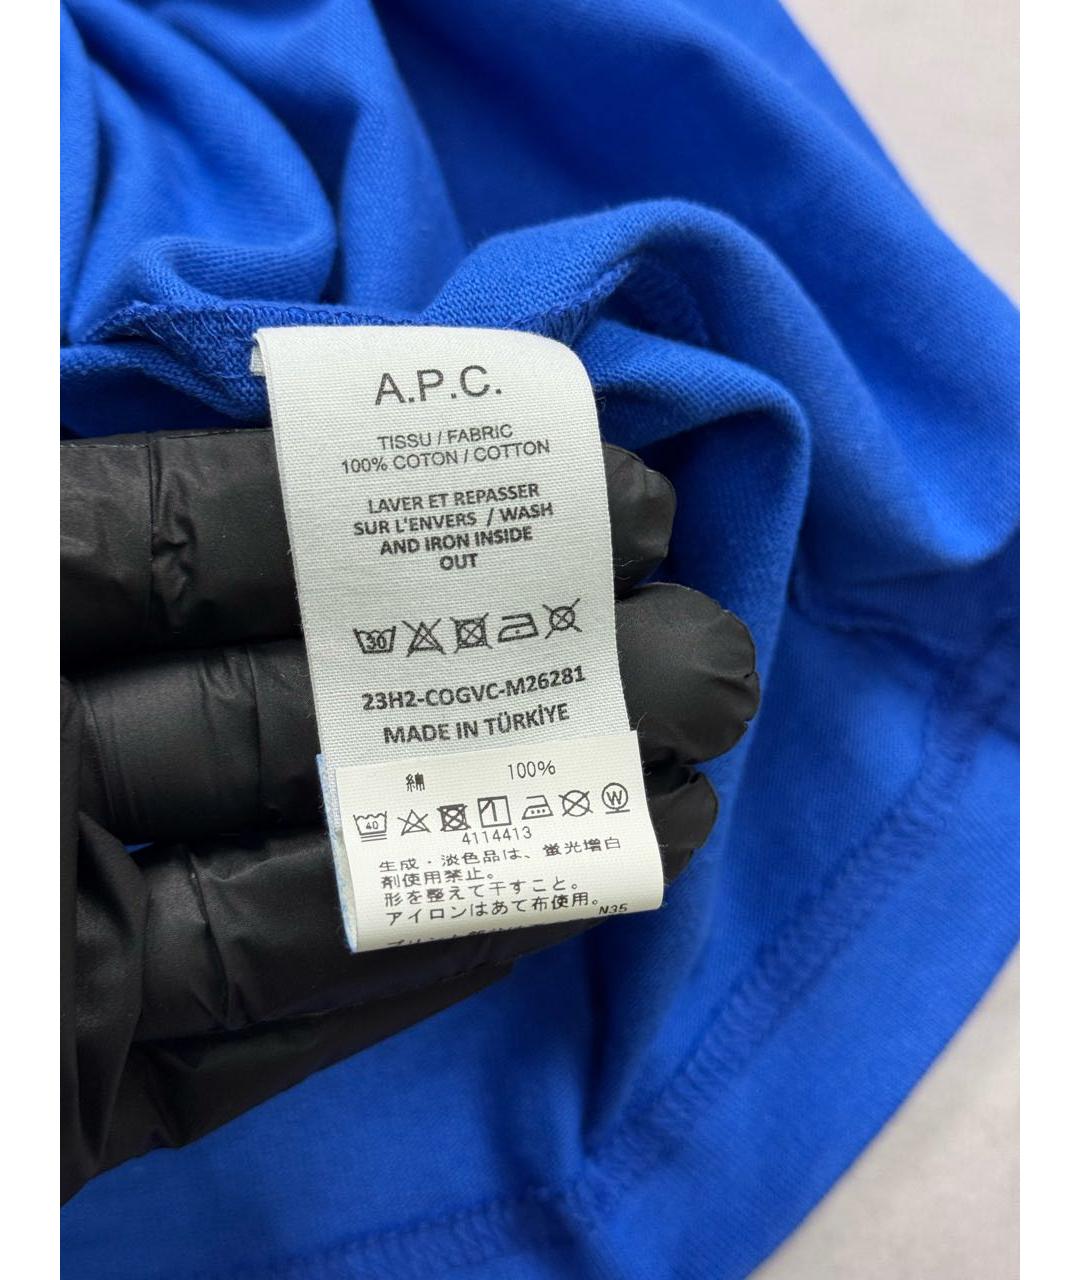 A.P.C.
TISSU / FABRIC
100% COTON / COTTON
LAVER ET REPASSER
SUR L'ENVERS / WASH
AND IRON INSIDE
OUT
30
23H2-COGVC-M26281
MADE IN TÜRKİYE
綿 100%
40 W
4114413
生成・淡色品は、蛍光増白
剤使用禁止。
形を整えて干すこと。
アイロンはあて布使用。
N35